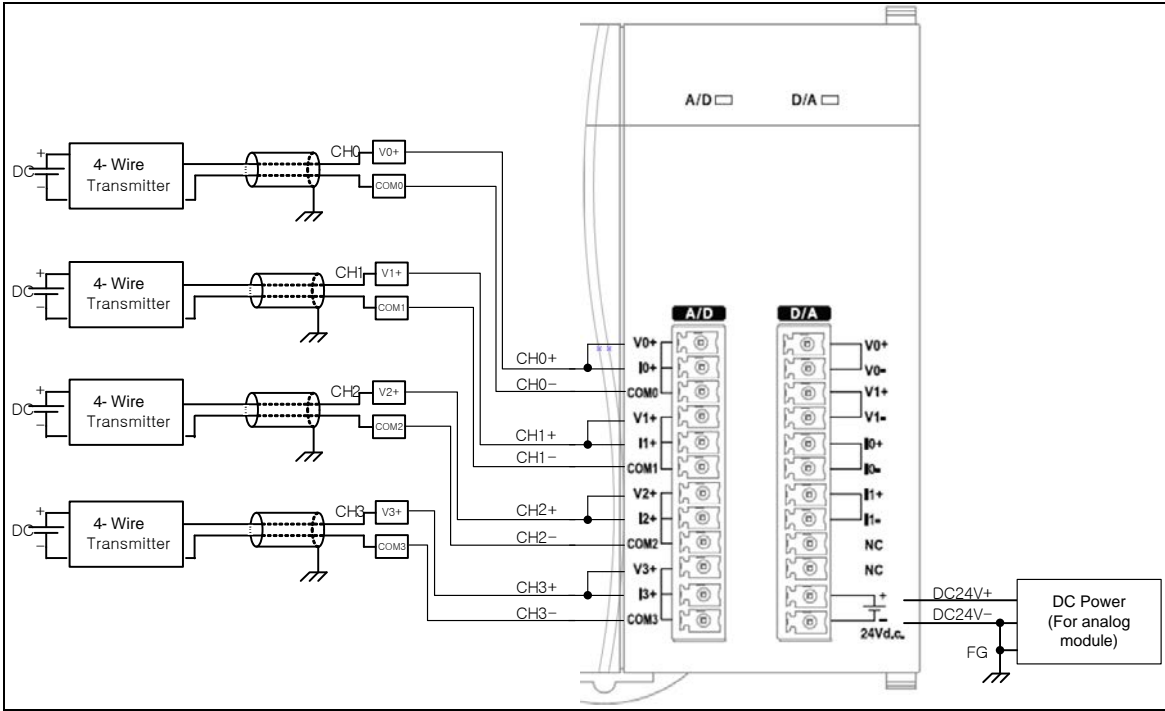 A/D
D/A
DC
+
-
4- Wire
Transmitter
CH0
V0+
COM0
DC
+
-
4- Wire
Transmitter
CH1
V1+
COM1
DC
+
-
4- Wire
Transmitter
CH2
V2+
COM2
DC
+
-
4- Wire
Transmitter
CH3
V3+
COM3
CH0+
CH0-
CH1+
CH1-
CH2+
CH2-
CH3+
CH3-
A/D
V0+
I0+
COM0
V1+
I1+
COM1
V2+
I2+
COM2
V3+
I3+
COM3
D/A
V0+
V0-
V1+
V1-
I0+
I0-
I1+
I1-
NC
NC
+
-
24Vd.c.
DC24V+
DC24V-
FG
DC Power
(For analog
module)